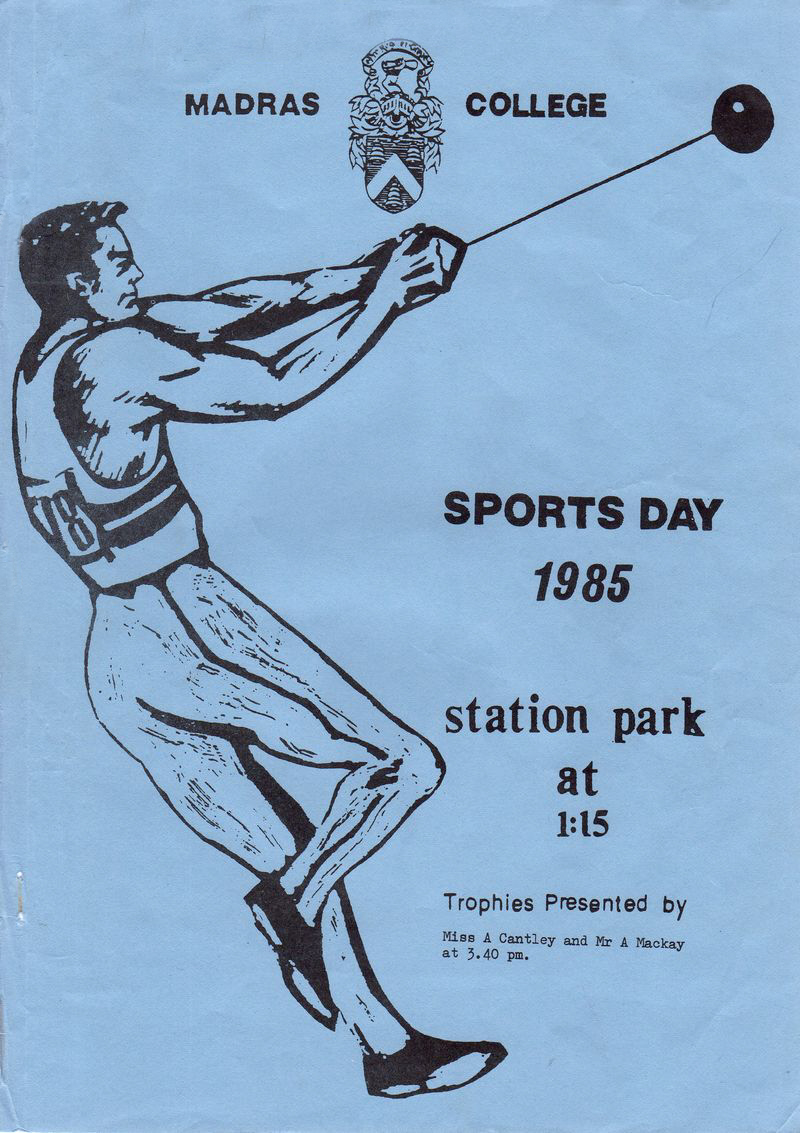 MADRAS COLLEGE
SPORTS DAY
1985
station park
at
1:15
Trophies Presented by
Miss A Cantley and Mr A Mackay
at 3.40 pm.